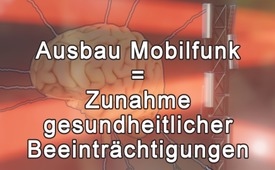 Ausbau Mobilfunk
=
Zunahme
gesundheitlicher
Beeinträchtigungen